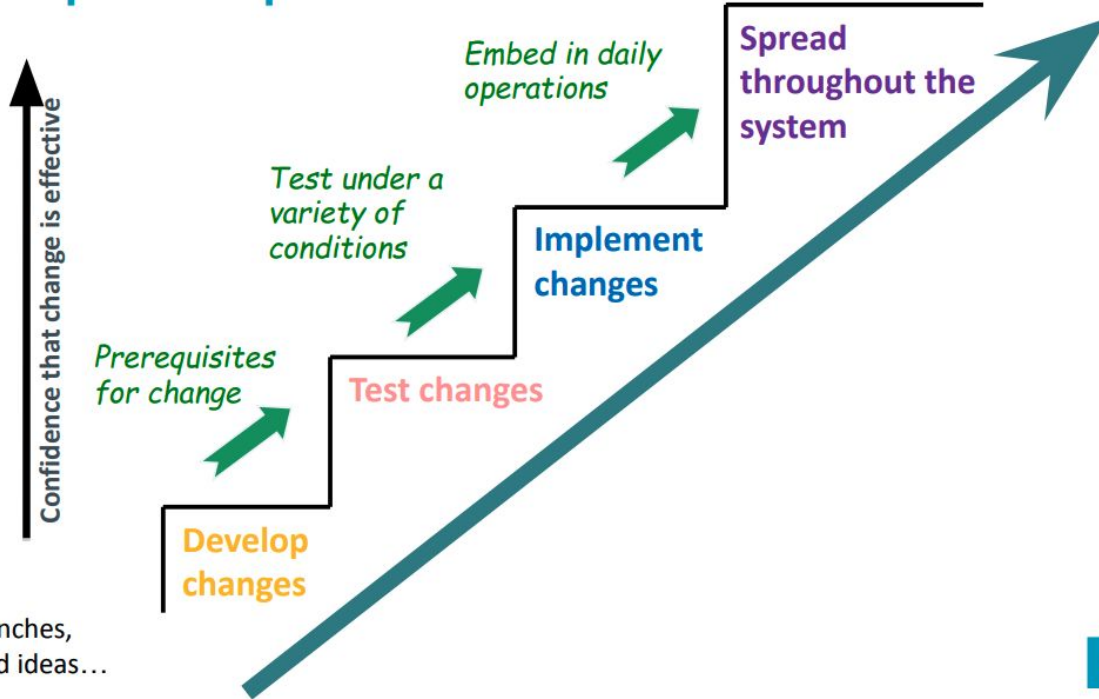 Embed in daily
operations
Spread
throughout the
system
Confidence that change is effective
Test under a
variety of
conditions
Implement
changes
Prerequisites
for change
Test changes
Develop
changes
ideas…